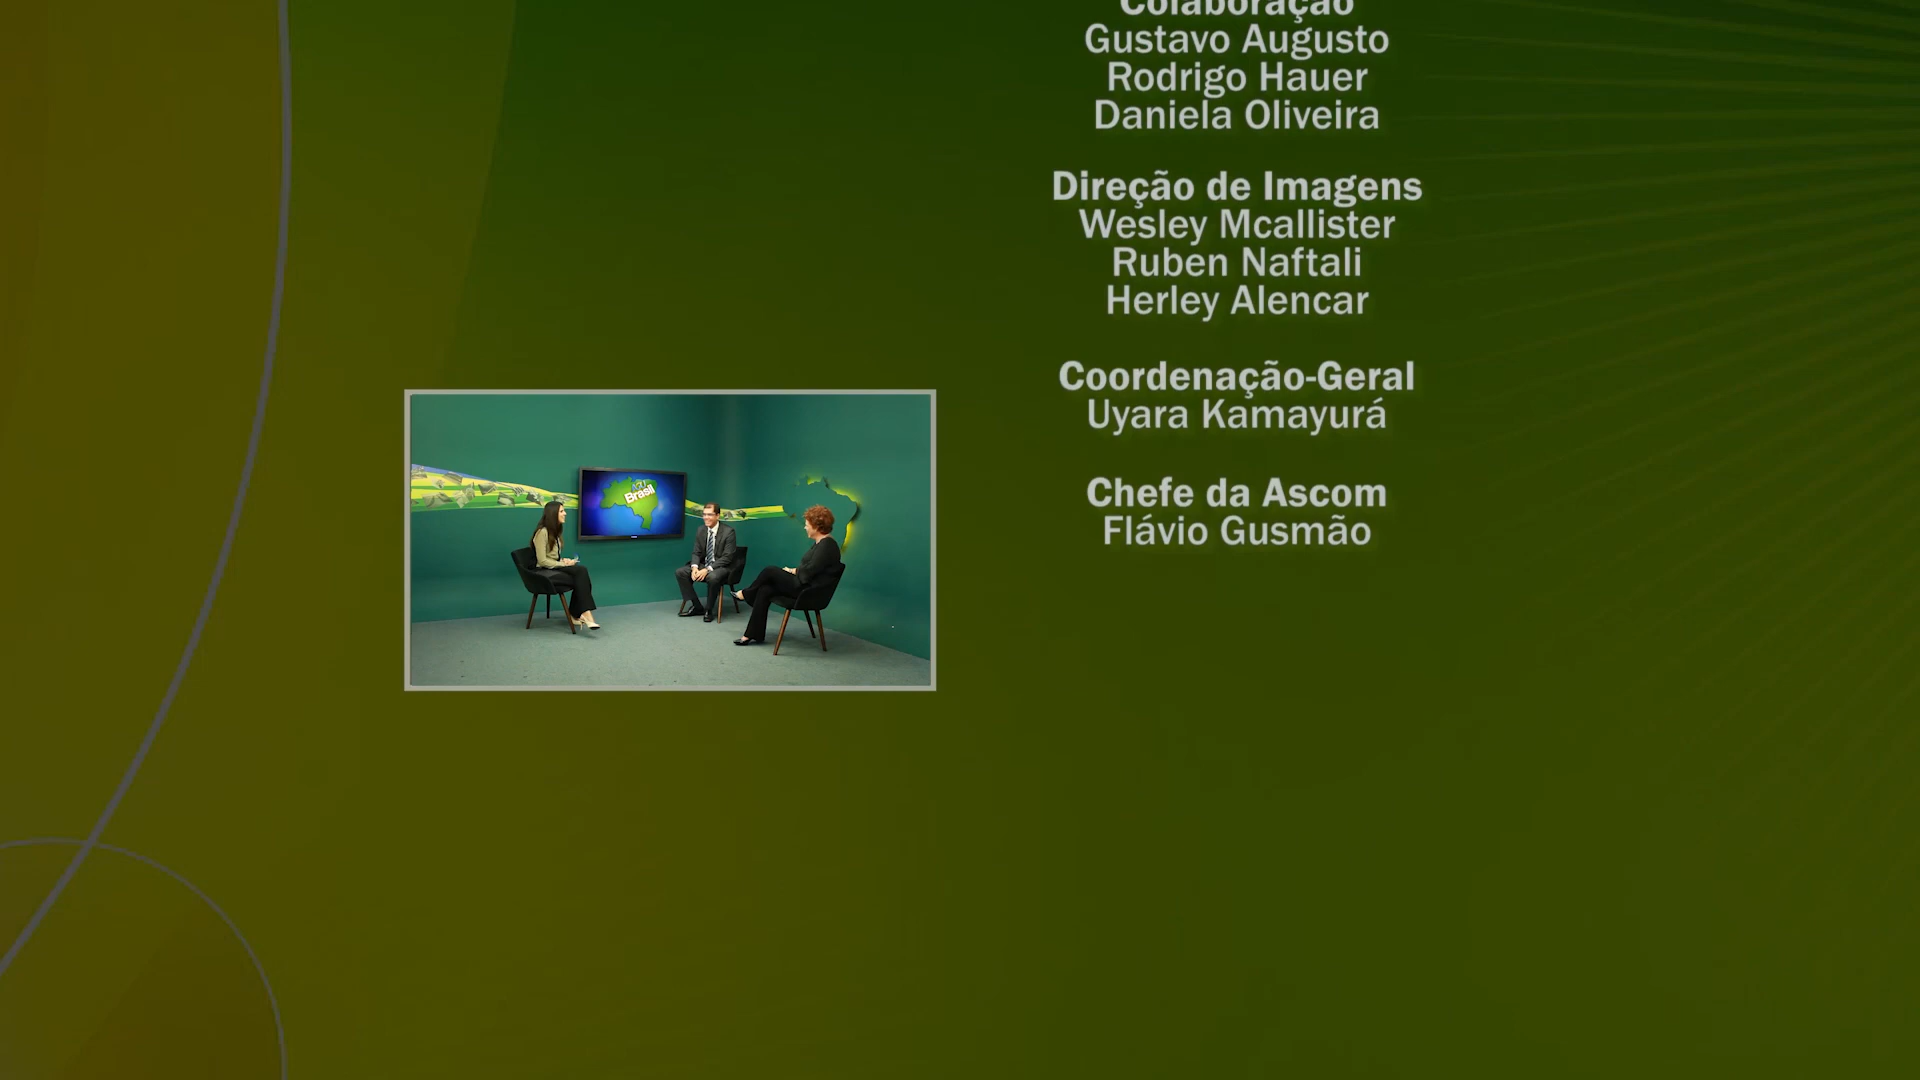 Colaboração
Gustavo Augusto
Rodrigo Hauer
Daniela Oliveira
Direção de Imagens
Wesley Mcallister
Ruben Naftali
Herley Alencar
Coordenação-Geral
Uyara Kamayurá
Chefe da Ascom
Flávio Gusmão
Brasil